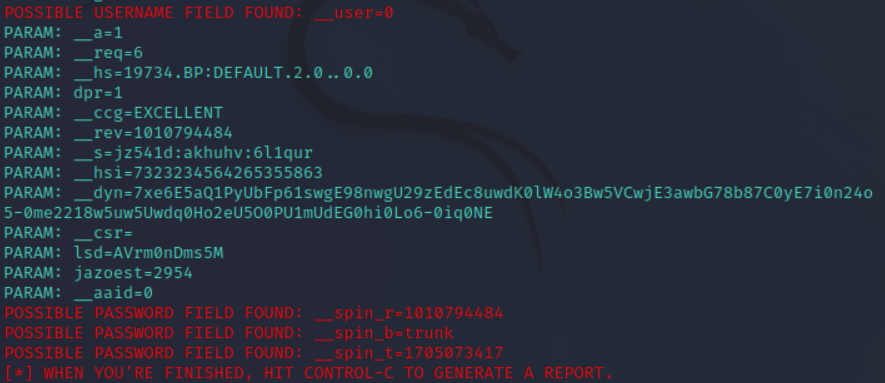 POSSIBLE USERNAME FIELD FOUND: __user=0
PARAM: __a=1
PARAM: __req=6
PARAM: __hs=19734.BP:DEFAULT.2.0..0.0
PARAM: dpr=1
PARAM: __ccg=EXCELLENT
PARAM: __rev=1010794484
PARAM: __s=jz541d:akhuhv:6l1qur
PARAM: __hsi=7323234564265355863
PARAM: __dyn=7xe6E5aQ1PyUbFp61swgE98nwgU29zEdEc8uwdK0lW4o3Bw5VCwjE3awbG78b87C0yE7i0n24o
5-0me2218w5uw5Uwdq0Ho2eU5O0PU1mUdEG0hi0Lo6-0iq0NE
PARAM: __csr=
PARAM: lsd=AVrm0nDms5M
PARAM: jazoest=2954
PARAM: __aaid=0
POSSIBLE PASSWORD FIELD FOUND: __spin_r=1010794484
POSSIBLE PASSWORD FIELD FOUND: __spin_b=trunk
POSSIBLE PASSWORD FIELD FOUND: __spin_t=1705073417
[*] WHEN YOU'RE FINISHED, HIT CONTROL-C TO GENERATE A REPORT.